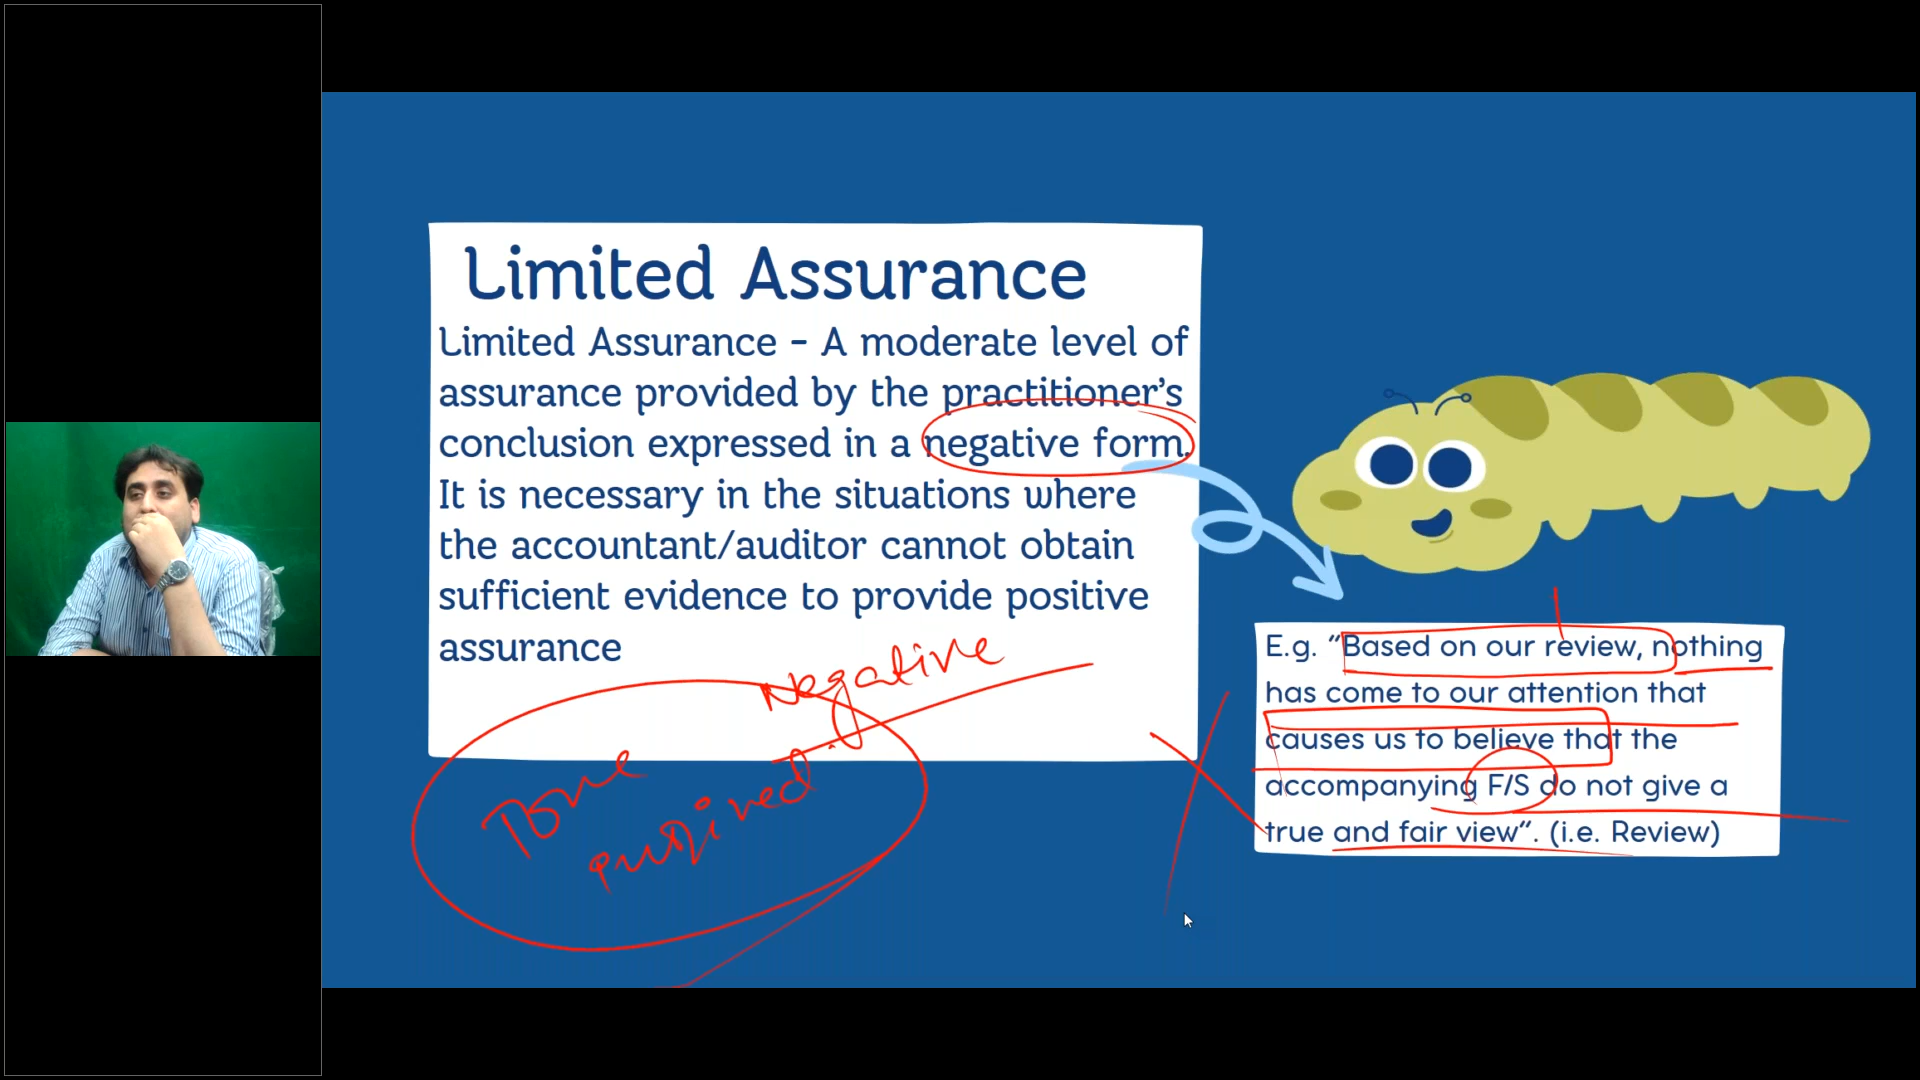 Limited Assurance
Limited Assurance - A moderate level of
assurance provided by the practitioner's
conclusion expressed in a negative form.
It is necessary in the situations where
the accountant/auditor cannot obtain
sufficient evidence to provide positive
assurance
Negative
E.g. "Based on our review, nothing
has come to our attention that
causes us to believe that the
accompanying F/S do not give a
true and fair view". (i.e. Review)